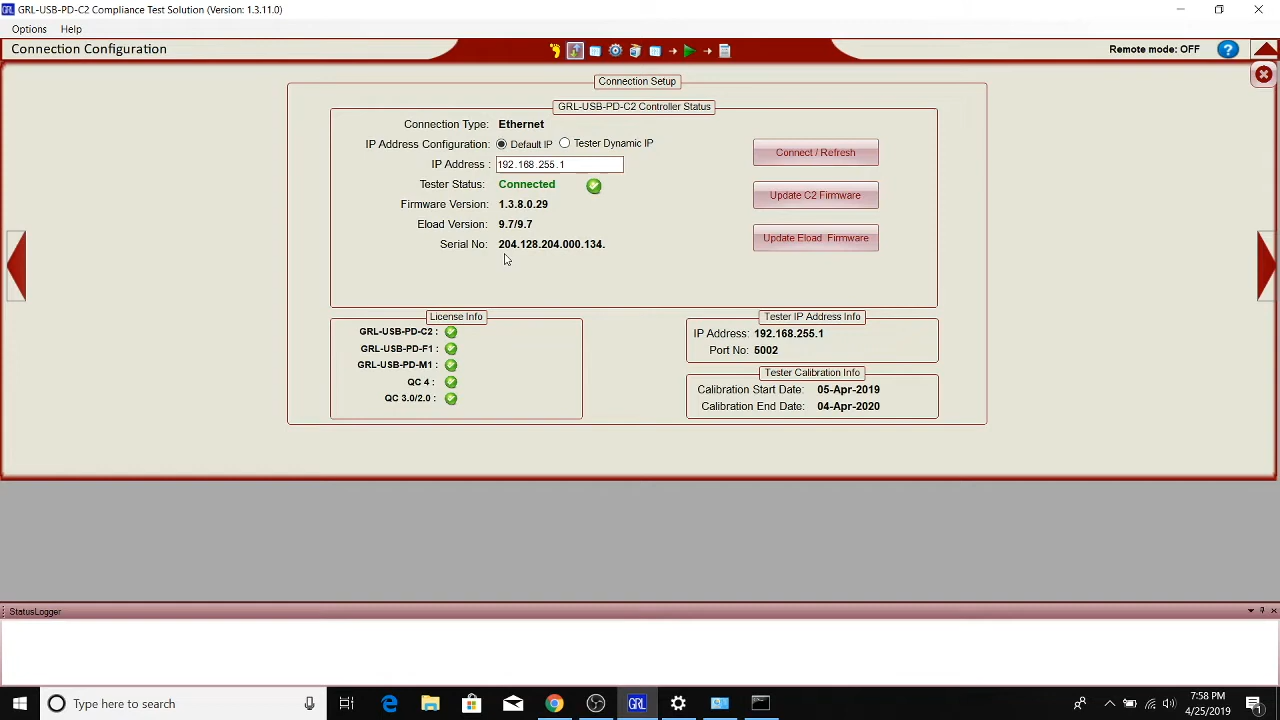 GRL-USB-PD-C2 Compliance Test Solution (Version: 1.3.11.0)
Options Help
Connection Configuration
Remote mode: OFF
Connection Setup
GRL-USB-PD-C2 Controller Status
Connection Type: Ethernet
IP Address Configuration: Default IP Tester Dynamic IP
IP Address : 192.168.255.1
Tester Status: Connected
Firmware Version: 1.3.8.0.29
Eload Version: 9.7/9.7
Serial No: 204.128.204.000.134.
Connect / Refresh
Update C2 Firmware
Update Eload Firmware
License Info
GRL-USB-PD-C2 :
GRL-USB-PD-F1 :
GRL-USB-PD-M1 :
QC 4 :
QC 3.0/2.0 :
Tester IP Address Info
IP Address: 192.168.255.1
Port No: 5002
Tester Calibration Info
Calibration Start Date: 05-Apr-2019
Calibration End Date: 04-Apr-2020
StatusLogger
Type here to search
GRL
7:58 PM
4/25/2019